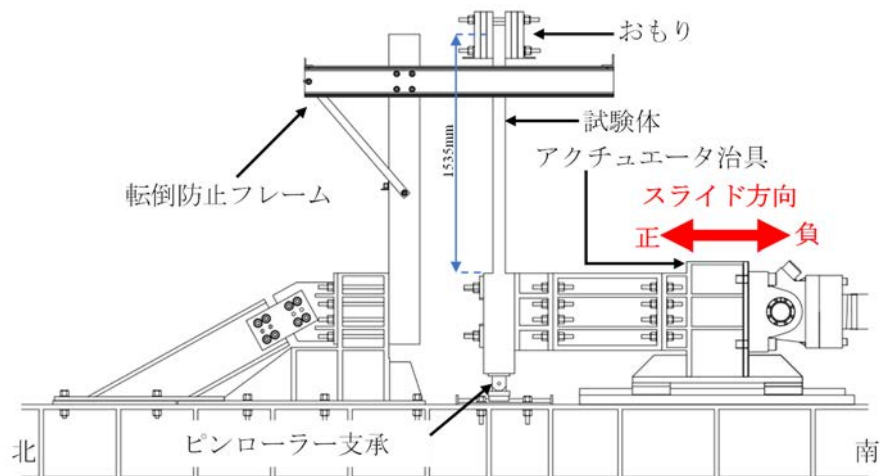 おもり
試験体
アクチュエータ治具
スライド方向
正
負
1535mm
転倒防止フレーム
ピンローラー支承
北
南